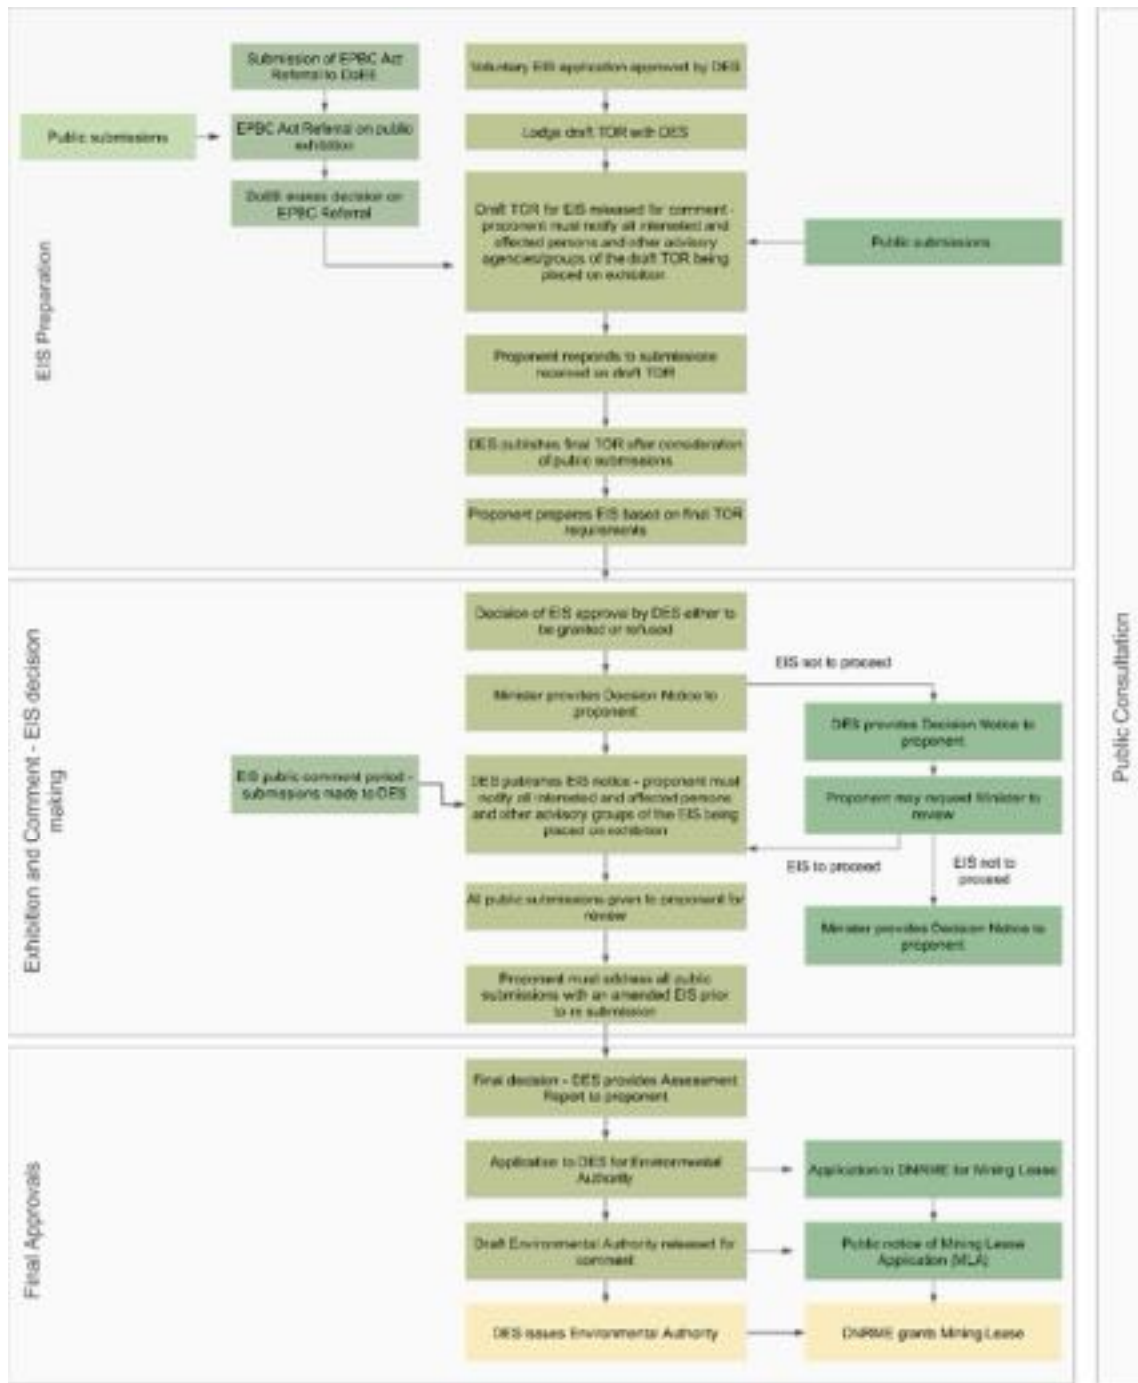 Submission of EPBC Act
Referral to DoEE
Voluntary EIS application approved by DES
Public submissions
EPBC Act Referral on public
exhibition
Lodge draft TOR with DES
DoEE makes decision on
EPBC Referral
Draft TOR for EIS released for comment -
proponent must notify all interested and
affected persons and other advisory
agencies/groups of the draft TOR being
placed on exhibition
Public submissions
EIS Preparation
Proponent responds to submissions
received on draft TOR
DES publishes final TOR after consideration
of public submissions
Proponent prepares EIS based on final TOR
requirements
Decision of EIS approval by DES either to
be granted or refused
EIS not to proceed
Minister provides Decision Notice to
proponent
DES provides Decision Notice to
proponent
Exhibition and Comment - EIS decision
making
EIS public comment period -
submissions made to DES
DES publishes EIS notice - proponent must
notify all interested and affected persons
and other advisory groups of the EIS being
placed on exhibition
Proponent may request Minister to
review
EIS to proceed
EIS not to
proceed
All public submissions given to proponent for
review
Minister provides Decision Notice to
proponent
Proponent must address all public
submissions with an amended EIS prior
to re submission
Public Consultation
Final Approvals
Final decision - DES provides Assessment
Report to proponent
Application to DES for Environmental
Authority
Application to DNRME for Mining Lease
Draft Environmental Authority released for
comment
Public notice of Mining Lease
Application (MLA)
DES issues Environmental Authority
DNRME grants Mining Lease